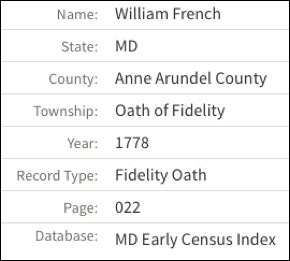 Name: William French
State: MD
County: Anne Arundel County
Township: Oath of Fidelity
Year: 1778
Record Type: Fidelity Oath
Page: 022
Database: MD Early Census Index